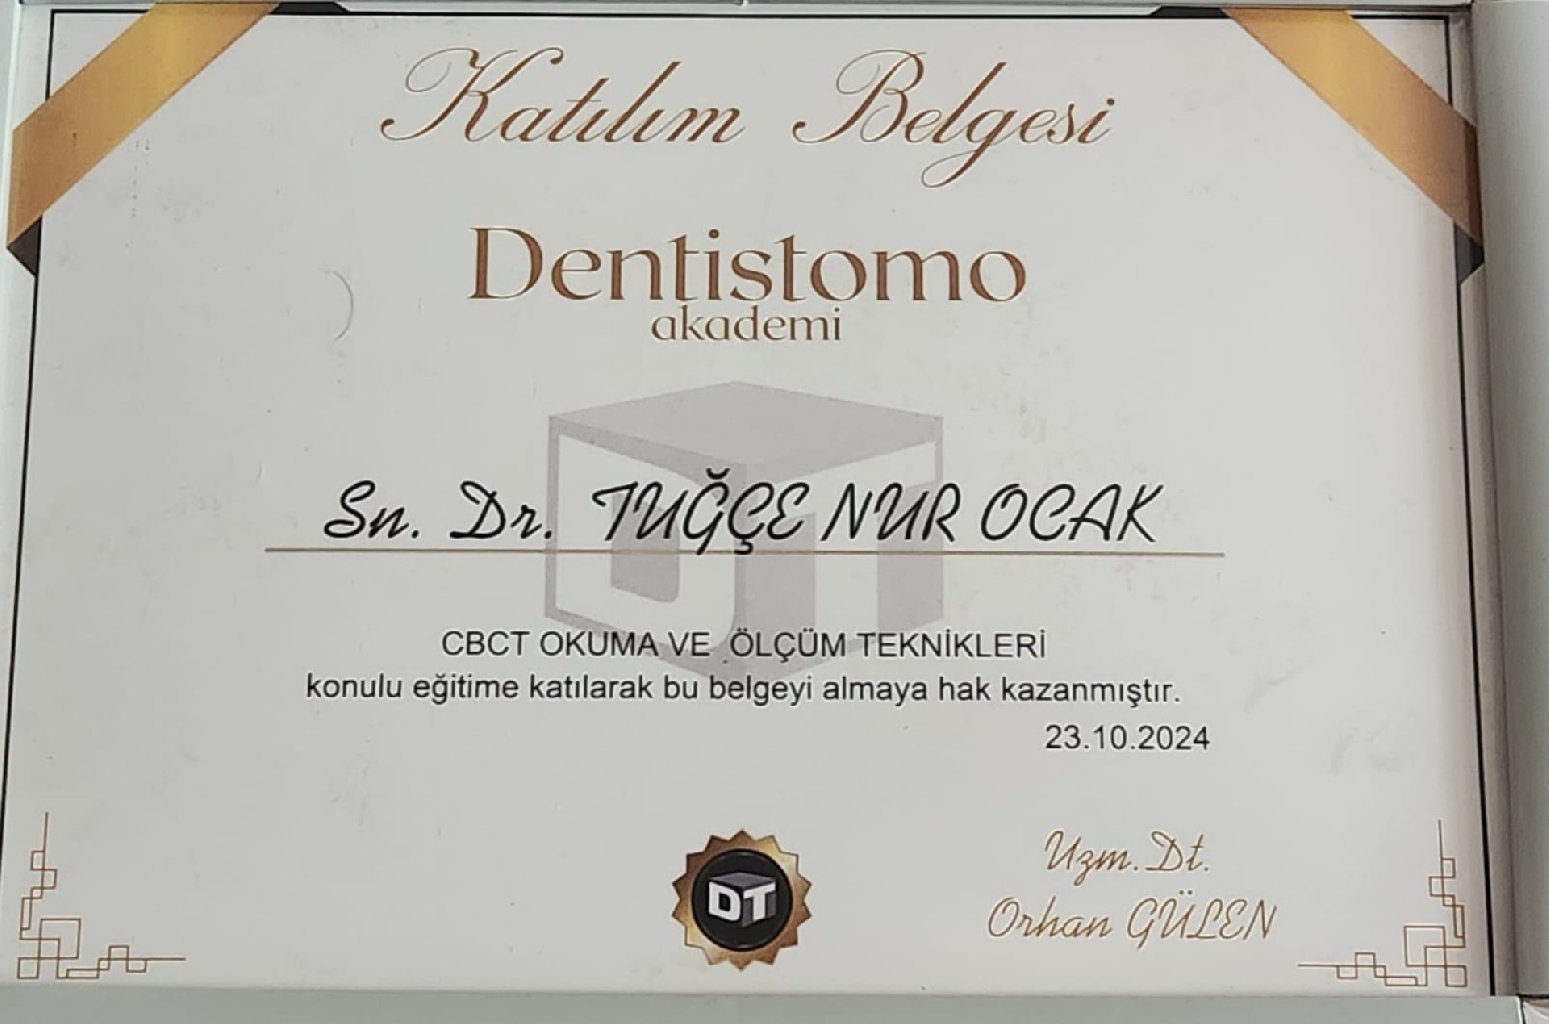 Katılım Belgesi
Dentistomo
akademi
Sn. Dr. TUĞÇE NUR OCAK
CBCT OKUMA VE ÖLÇÜM TEKNİKLERİ
konulu eğitime katılarak bu belgeyi almaya hak kazanmıştır.
23.10.2024
DT
Uzm. Dt.
Orhan GÜLEN